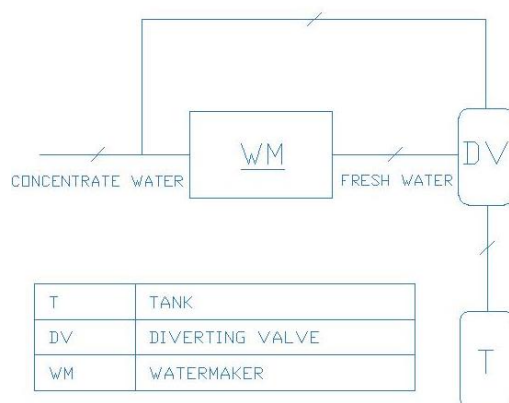 WM
DV
CONCENTRATE WATER
FRESH WATER
T TANK
DV DIVERTING VALVE
WM WATERMAKER
T